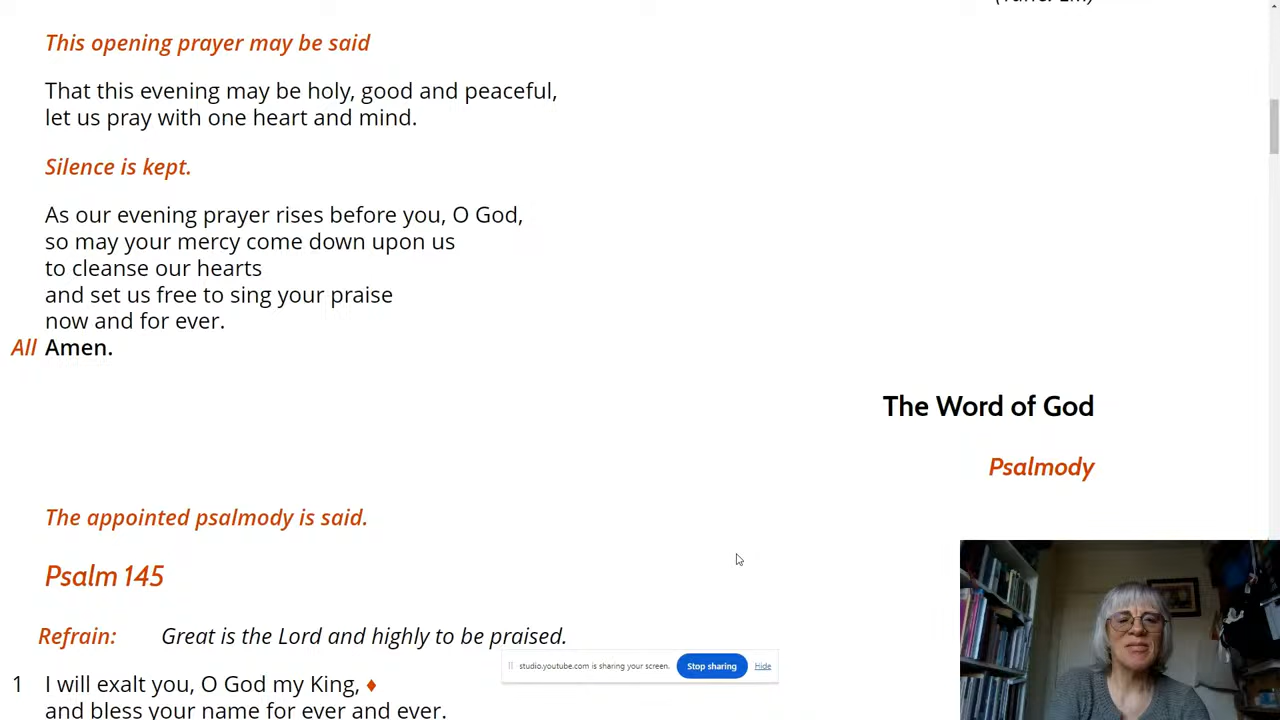 This opening prayer may be said
That this evening may be holy, good and peaceful,
let us pray with one heart and mind.
Silence is kept.
As our evening prayer rises before you, O God,
so may your mercy come down upon us
to cleanse our hearts
and set us free to sing your praise
now and for ever.
All Amen.
The Word of God
Psalmody
The appointed psalmody is said.
Psalm 145
Refrain: Great is the Lord and highly to be praised.
studio.youtube.com is sharing your screen. Stop sharing Hide
1 I will exalt you, O God my King, ♦
and bless your name for ever and ever.